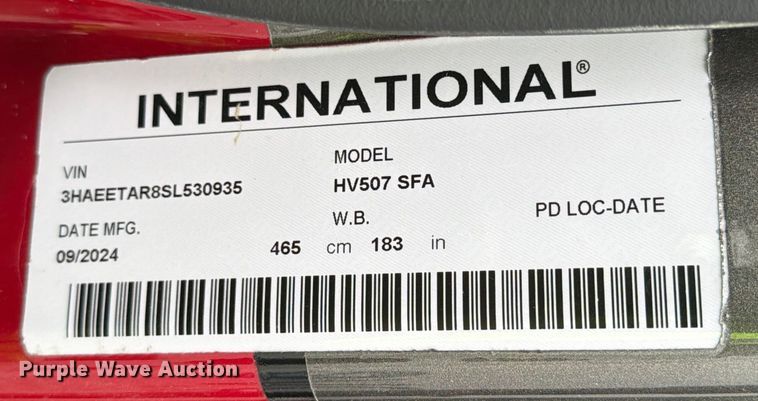 INTERNATIONAL®
VIN
3HAEETAR8SL530935
MODEL
HV507 SFA
DATE MFG.
09/2024
W.B.
465 cm 183 in
PD LOC-DATE
Purple Wave Auction